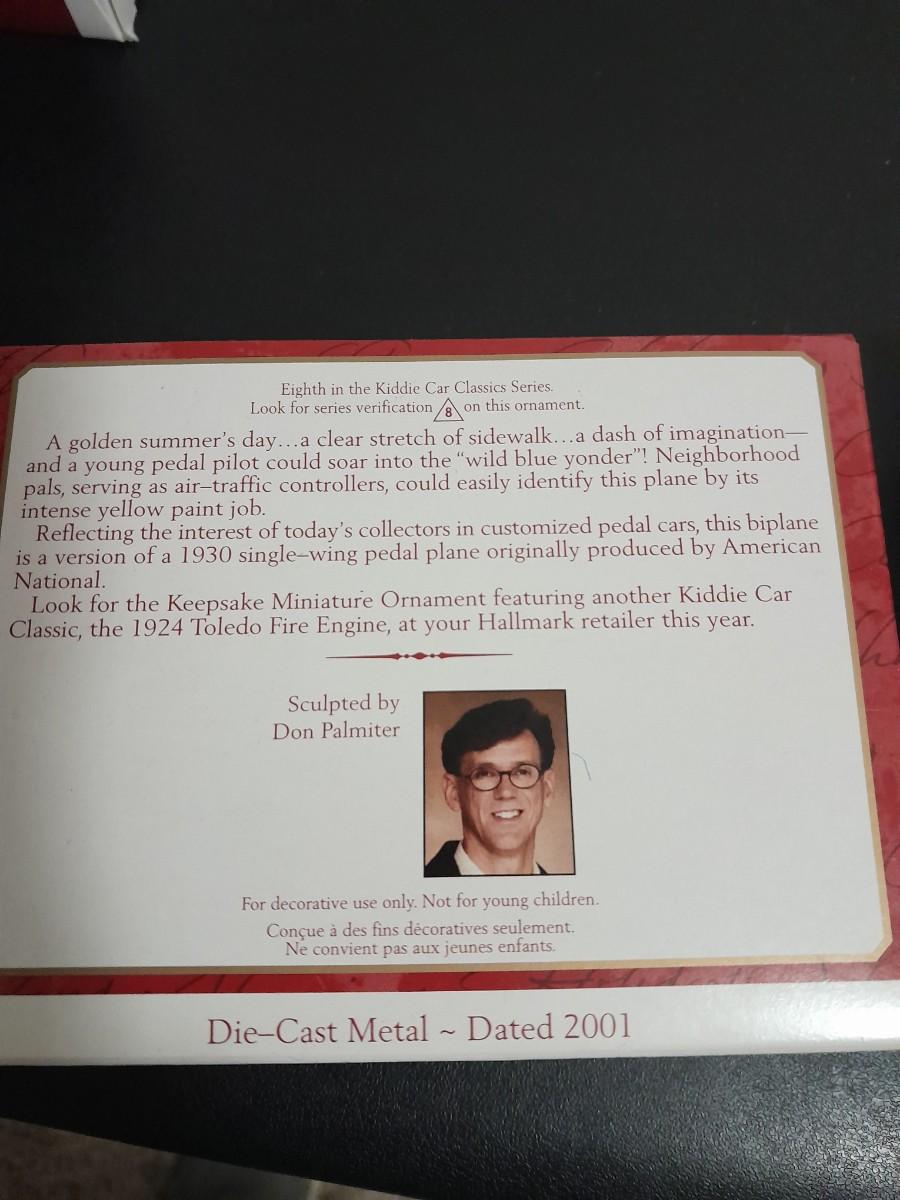 Eighth in the Kiddie Car Classics Series.
Look for series verification 8 on this ornament.
A golden summer's day...a clear stretch of sidewalk...a dash of imagination—
and a young pedal pilot could soar into the "wild blue yonder"! Neighborhood
pals, serving as air–traffic controllers, could easily identify this plane by its
intense yellow paint job.
Reflecting the interest of today's collectors in customized pedal cars, this biplane
is a version of a 1930 single–wing pedal plane originally produced by American
National.
Look for the Keepsake Miniature Ornament featuring another Kiddie Car
Classic, the 1924 Toledo Fire Engine, at your Hallmark retailer this year.
Sculpted by
Don Palmiter
For decorative use only. Not for young children.
Conçue à des fins décoratives seulement.
Ne convient pas aux jeunes enfants.
Die–Cast Metal ~ Dated 2001